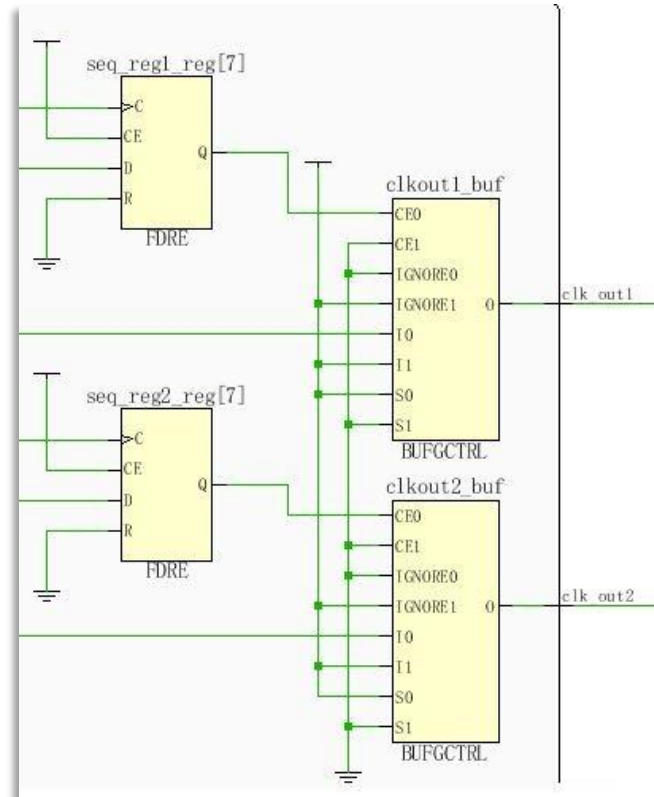 seq_reg1_reg[7]
C
CE
D
R
Q
FDRE
clkout1_buf
CE0
CE1
IGNORE0
IGNORE1
I0
I1
S0
S1
O
BUFGCTRL
clk_out1
seq_reg2_reg[7]
C
CE
D
R
Q
FDRE
clkout2_buf
CE0
CE1
IGNORE0
IGNORE1
I0
I1
S0
S1
O
BUFGCTRL
clk_out2